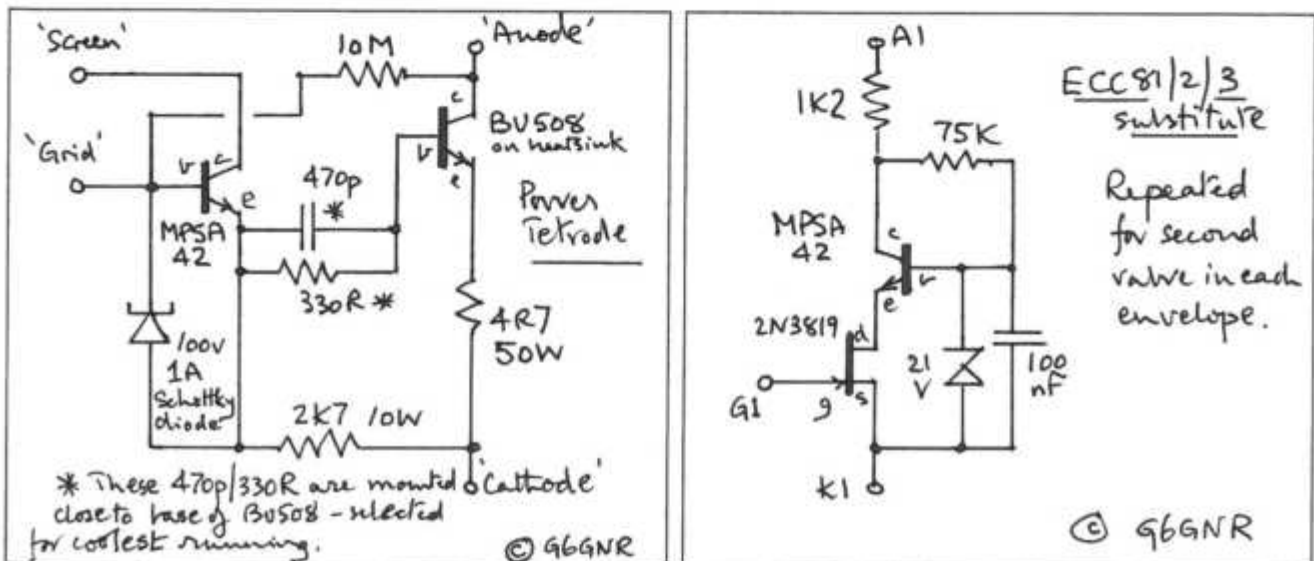 'Screen'
10M
'Anode'
c
BU508
on heatsink
'Grid'
b
c
e
470p
*
b
e
MPSA
42
Power
Tetrode
330R *
4R7
50W
100v
1A
Schottky
diode
2K7 10W
* These 470p/330R are mounted
close to base of BU508 - selected
for coolest running.
'Cathode'
© G6GNR
A1
1K2
75K
ECC81/2/3
substitute
Repeated
for second
valve in each
envelope.
MPSA
42
c
b
e
2N3819
d
21
V
100
nF
G1
g
s
K1
© G6GNR